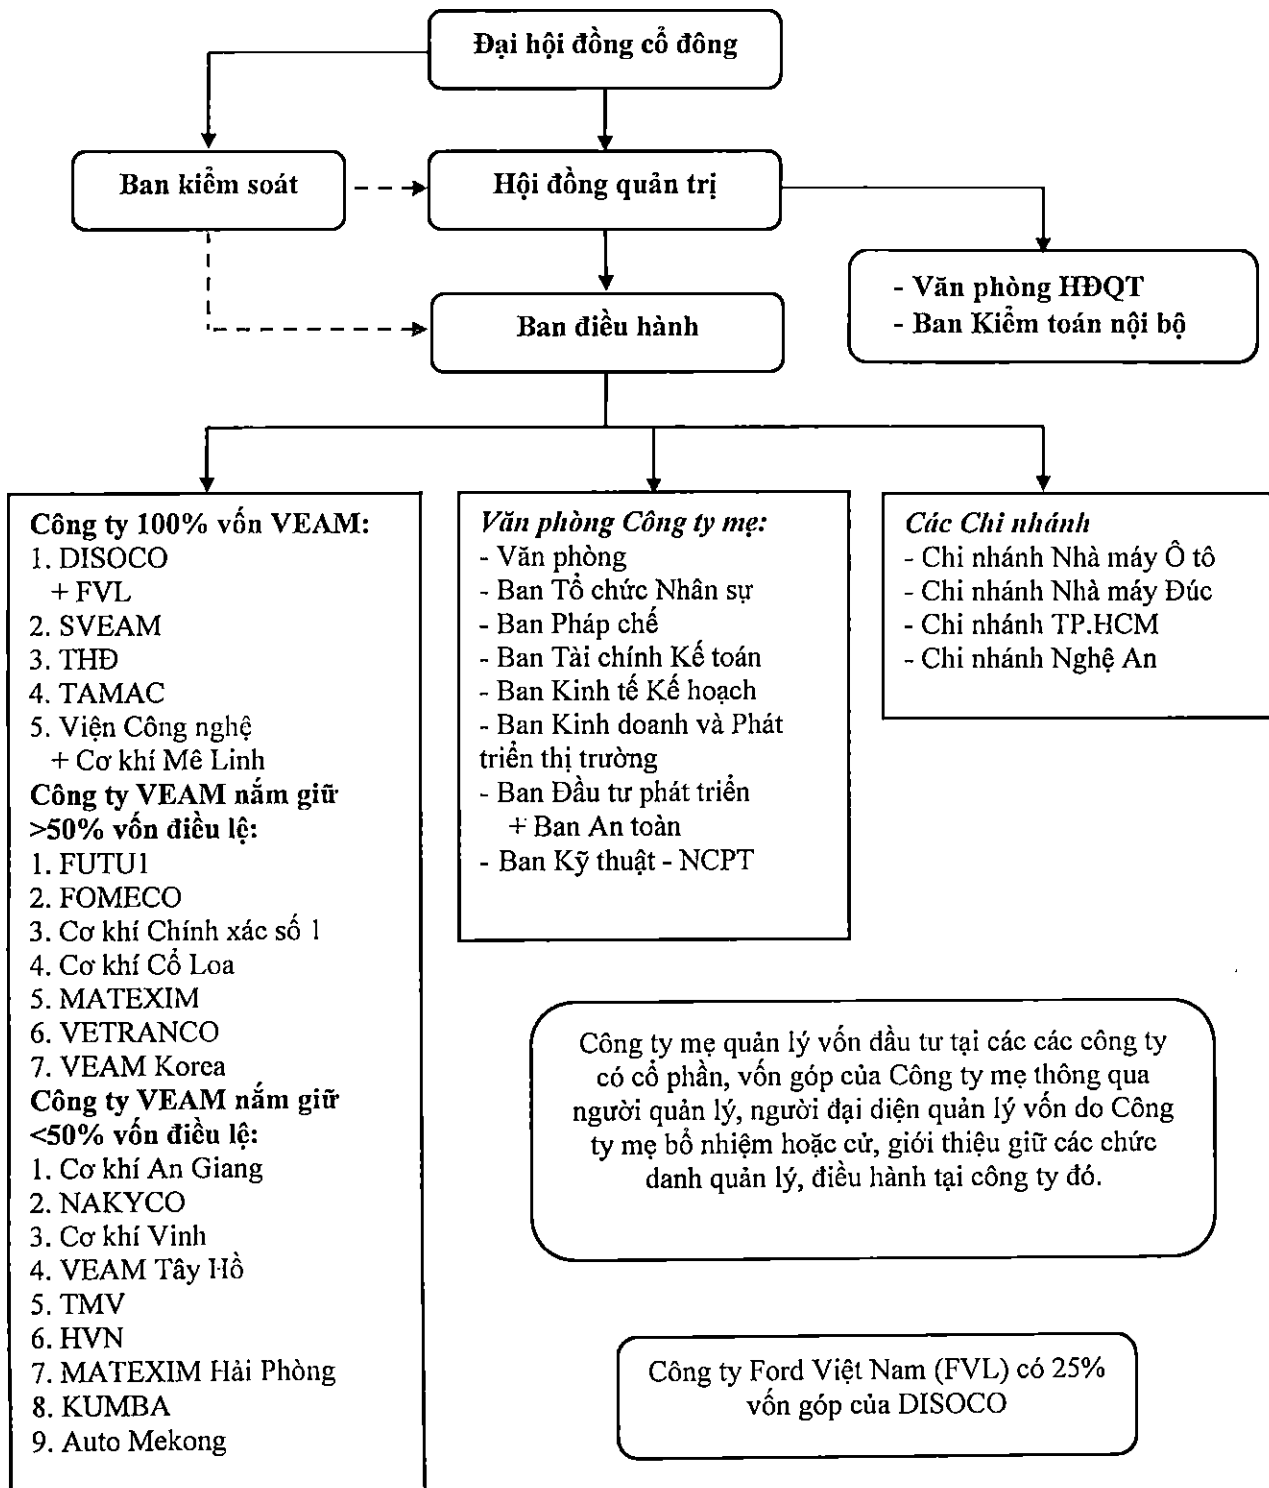 Đại hội đồng cổ đông
Ban kiểm soát
Hội đồng quản trị
- Văn phòng HĐQT
- Ban Kiểm toán nội bộ
Ban điều hành
Công ty 100% vốn VEAM:
1. DISOCO
+ FVL
2. SVEAM
3. THĐ
4. TAMAC
5. Viện Công nghệ
+ Cơ khí Mê Linh
Công ty VEAM nắm giữ
>50% vốn điều lệ:
1. FUTU1
2. FOMECO
3. Cơ khí Chính xác số 1
4. Cơ khí Cổ Loa
5. MATEXIM
6. VETRANCO
7. VEAM Korea
Công ty VEAM nắm giữ
<50% vốn điều lệ:
1. Cơ khí An Giang
2. NAKYCO
3. Cơ khí Vinh
4. VEAM Tây Hồ
5. TMV
6. HVN
7. MATEXIM Hải Phòng
8. KUMBA
9. Auto Mekong
Văn phòng Công ty mẹ:
- Văn phòng
- Ban Tổ chức Nhân sự
- Ban Pháp chế
- Ban Tài chính Kế toán
- Ban Kinh tế Kế hoạch
- Ban Kinh doanh và Phát
triển thị trường
- Ban Đầu tư phát triển
+ Ban An toàn
- Ban Kỹ thuật - NCPT
Các Chi nhánh
- Chi nhánh Nhà máy Ô tô
- Chi nhánh Nhà máy Đúc
- Chi nhánh TP.HCM
- Chi nhánh Nghệ An
Công ty mẹ quản lý vốn đầu tư tại các các công ty
có cổ phần, vốn góp của Công ty mẹ thông qua
người quản lý, người đại diện quản lý vốn do Công
ty mẹ bổ nhiệm hoặc cử, giới thiệu giữ các chức
danh quản lý, điều hành tại công ty đó.
Công ty Ford Việt Nam (FVL) có 25%
vốn góp của DISOCO